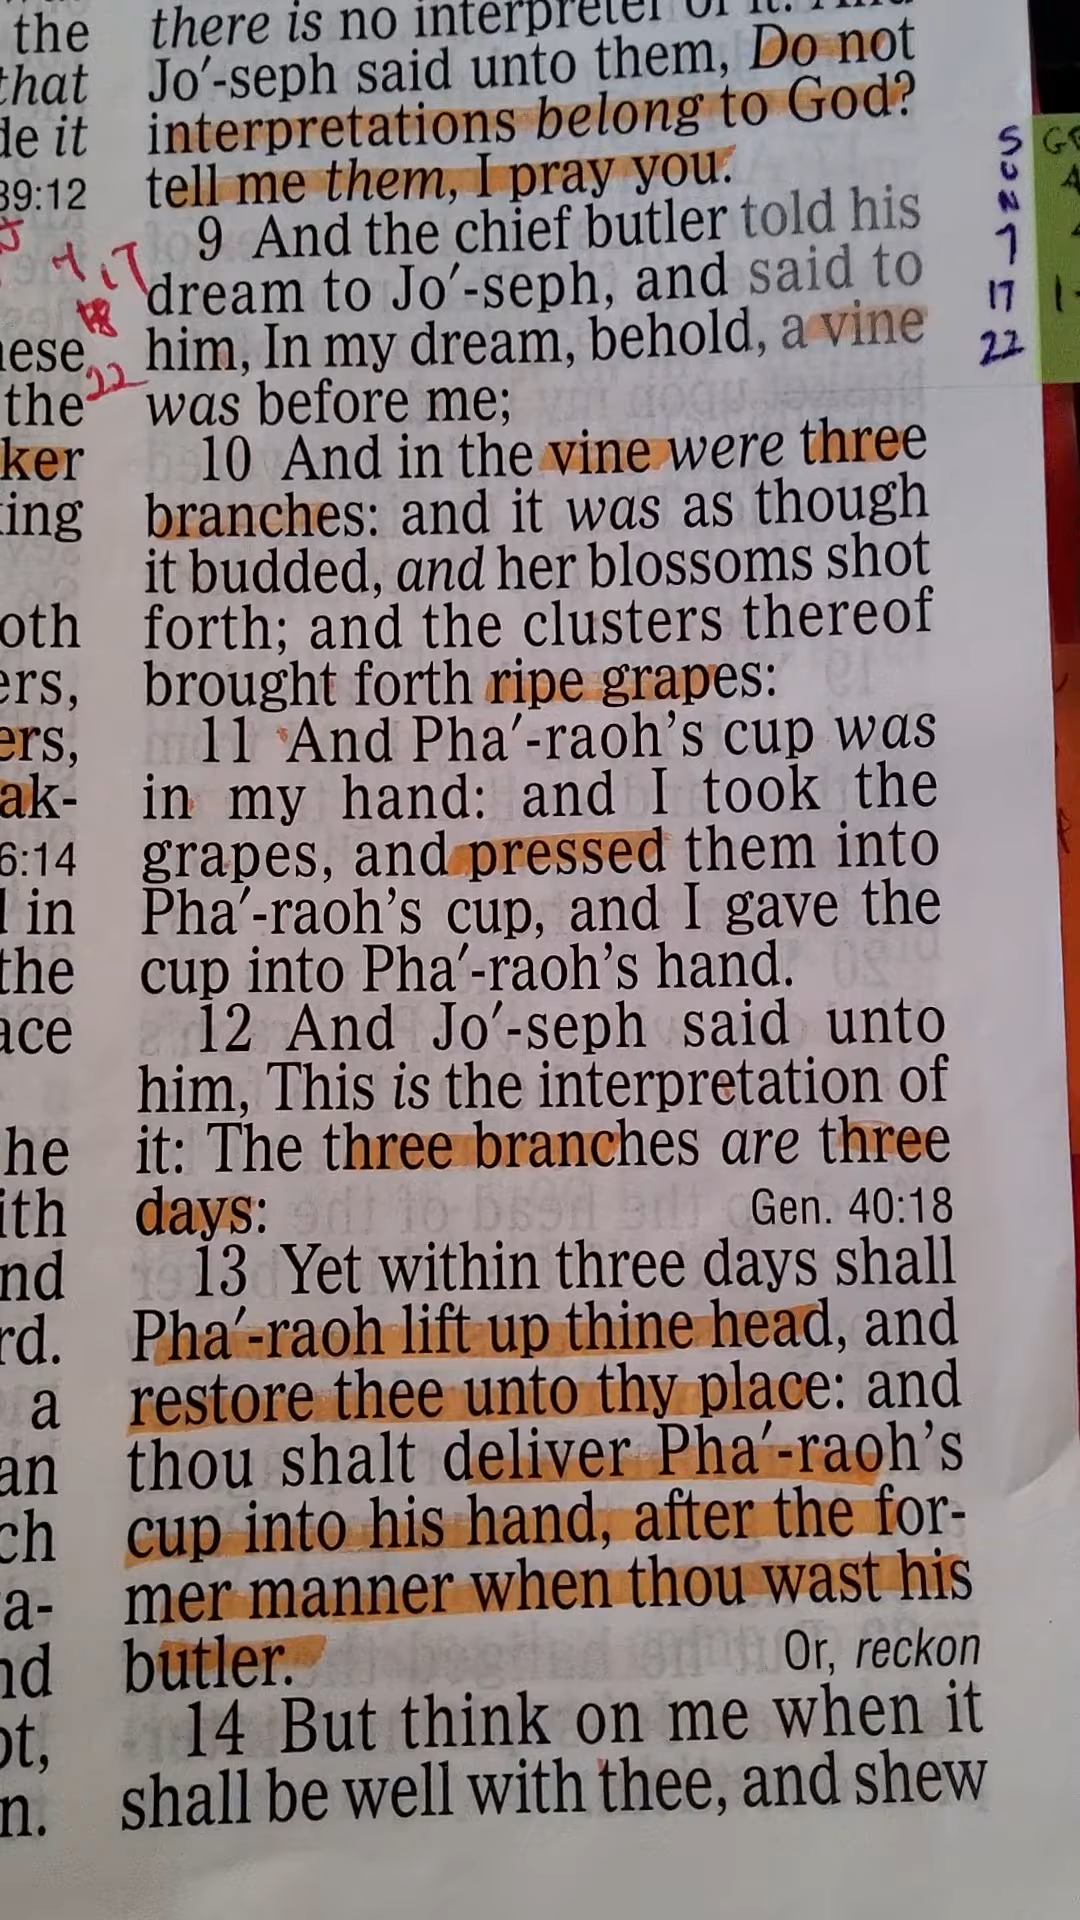 the
that
de it
39:12
ese
22
the
ker
ing
oth
ers,
ers,
ak-
6:14
in
the
ace
he
ith
nd
rd.
a
an
ch
a-
nd
ot,
n.
there is no interpreter of it. And
Jo′-seph said unto them, Do not
interpretations belong to God?
tell me them, I pray you.
9 And the chief butler told his
dream to Jo′-seph, and said to
him, In my dream, behold, a vine
was before me;
10 And in the vine were three
branches: and it was as though
it budded, and her blossoms shot
forth; and the clusters thereof
brought forth ripe grapes:
11 And Pha′-raoh’s cup was
in my hand: and I took the
grapes, and pressed them into
Pha′-raoh’s cup, and I gave the
cup into Pha′-raoh’s hand.
12 And Jo′-seph said unto
him, This is the interpretation of
it: The three branches are three
days: Gen. 40:18
13 Yet within three days shall
Pha′-raoh lift up thine head, and
restore thee unto thy place: and
thou shalt deliver Pha′-raoh’s
cup into his hand, after the for-
mer manner when thou wast his
butler. Or, reckon
14 But think on me when it
shall be well with thee, and shew
S
U
N
7
17
22